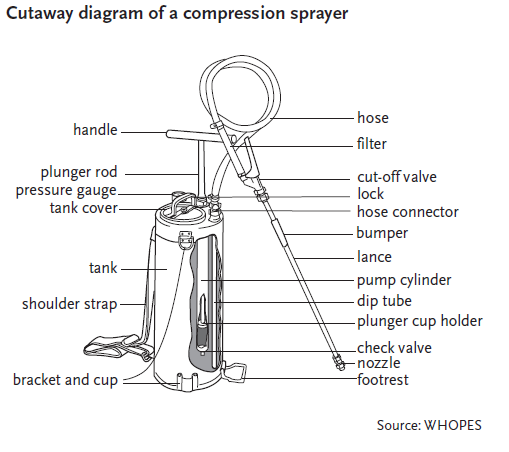 Cutaway diagram of a compression sprayer
handle
plunger rod
pressure gauge
tank cover
tank
shoulder strap
bracket and cup
hose
filter
cut-off valve
lock
hose connector
bumper
lance
pump cylinder
dip tube
plunger cup holder
check valve
nozzle
footrest
Source: WHOPES